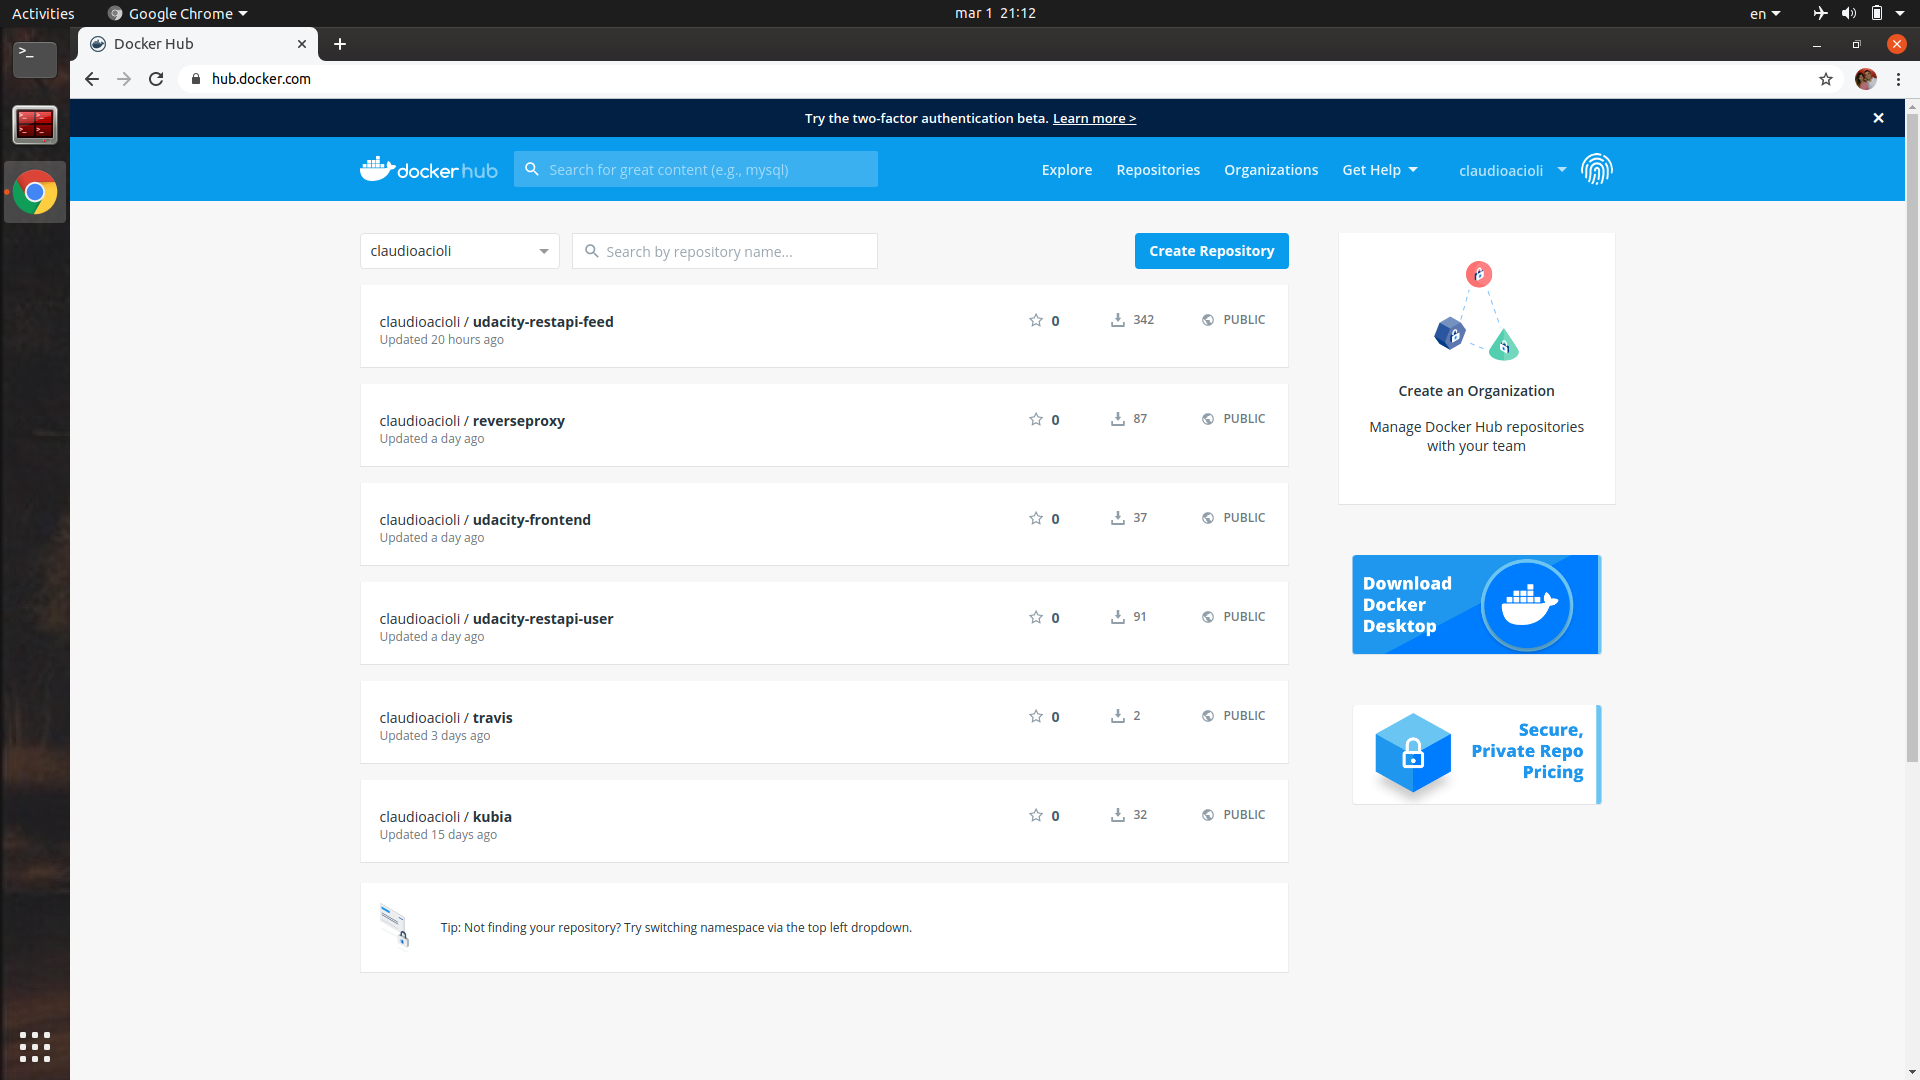 Activities
Google Chrome
mar 1 21:12
en
Docker Hub
hub.docker.com
Try the two-factor authentication beta. Learn more >
dockerhub
Search for great content (e.g., mysql)
Explore
Repositories
Organizations
Get Help
claudioacioli
claudioacioli
Search by repository name...
Create Repository
claudioacioli / udacity-restapi-feed
Updated 20 hours ago
0
342
PUBLIC
claudioacioli / reverseproxy
Updated a day ago
0
87
PUBLIC
claudioacioli / udacity-frontend
Updated a day ago
0
37
PUBLIC
claudioacioli / udacity-restapi-user
Updated a day ago
0
91
PUBLIC
claudioacioli / travis
Updated 3 days ago
0
2
PUBLIC
claudioacioli / kubia
Updated 15 days ago
0
32
PUBLIC
Tip: Not finding your repository? Try switching namespace via the top left dropdown.
Create an Organization
Manage Docker Hub repositories
with your team
Download
Docker
Desktop
Secure,
Private Repo
Pricing